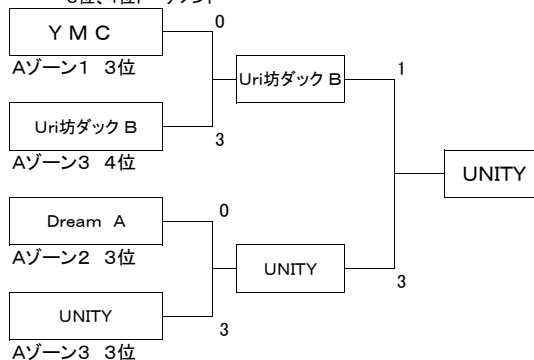 ＹＭＣ
0
Aゾーン1　3位
Uri坊ダック B
1
Uri坊ダック B
3
Aゾーン3　4位
UNITY
Dream　A
0
Aゾーン2　3位
UNITY
3
UNITY
3
Aゾーン3　3位